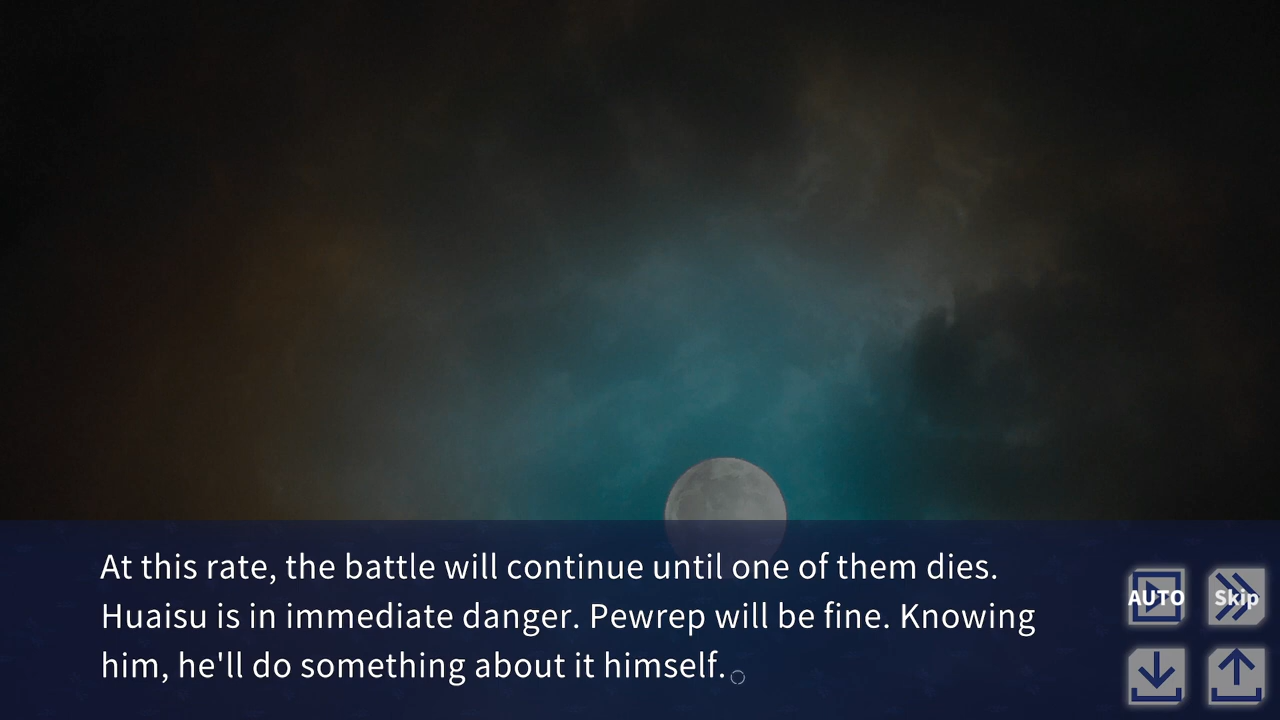 At this rate, the battle will continue until one of them dies.
Huaisu is in immediate danger. Pewrep will be fine. Knowing
him, he'll do something about it himself.
AUTO
Skip